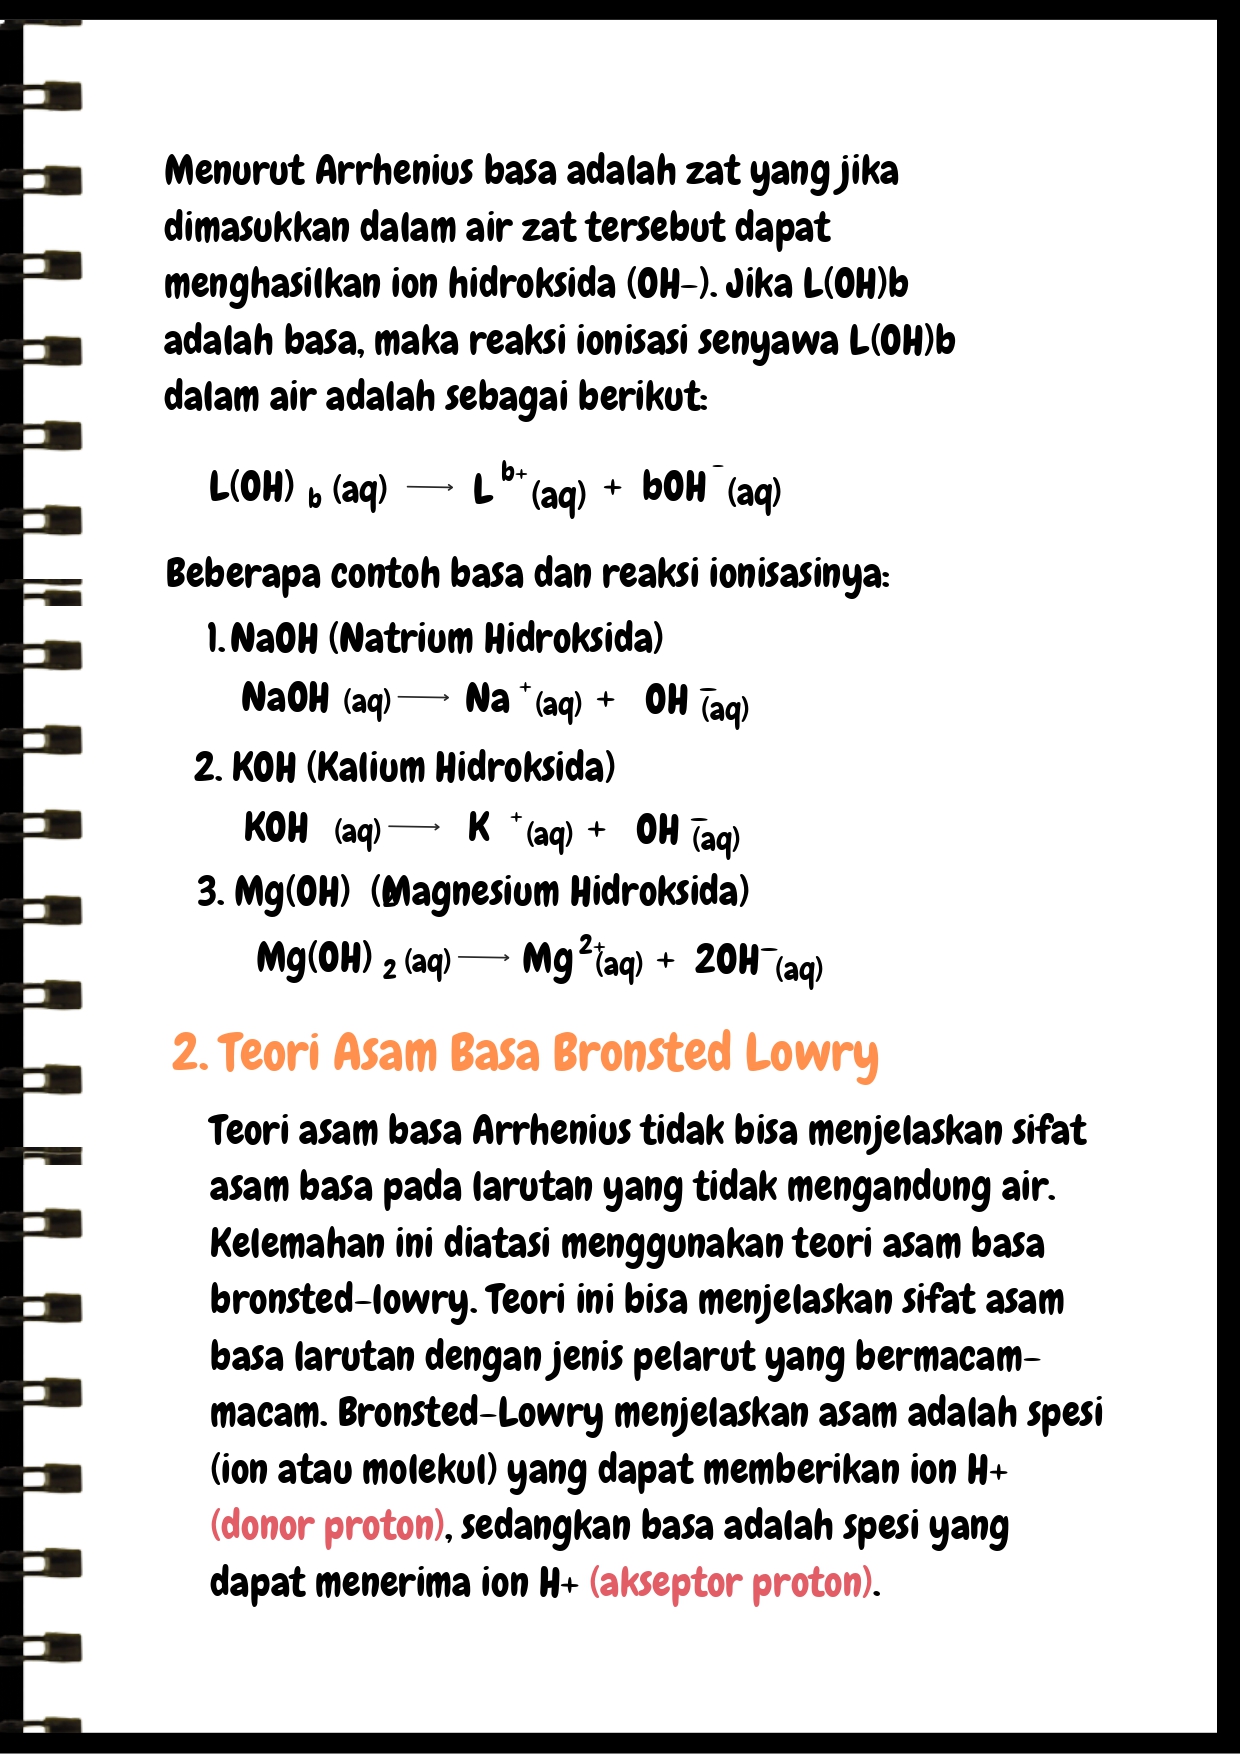 Menurut Arrhenius basa adalah zat yang jika
dimasukkan dalam air zat tersebut dapat
menghasilkan ion hidroksida (OH-). Jika L(OH)b
adalah basa, maka reaksi ionisasi senyawa L(OH)b
dalam air adalah sebagai berikut:
L(OH) b (aq) → L b+ (aq) + bOH - (aq)
Beberapa contoh basa dan reaksi ionisasinya:
1. NaOH (Natrium Hidroksida)
NaOH (aq) → Na + (aq) + OH - (aq)
2. KOH (Kalium Hidroksida)
KOH (aq) → K + (aq) + OH - (aq)
3. Mg(OH) (Magnesium Hidroksida)
Mg(OH) 2 (aq) → Mg 2+ (aq) + 2OH - (aq)
2. Teori Asam Basa Bronsted Lowry
Teori asam basa Arrhenius tidak bisa menjelaskan sifat
asam basa pada larutan yang tidak mengandung air.
Kelemahan ini diatasi menggunakan teori asam basa
bronsted-lowry. Teori ini bisa menjelaskan sifat asam
basa larutan dengan jenis pelarut yang bermacam-
macam. Bronsted-Lowry menjelaskan asam adalah spesi
(ion atau molekul) yang dapat memberikan ion H+
(donor proton), sedangkan basa adalah spesi yang
dapat menerima ion H+ (akseptor proton).